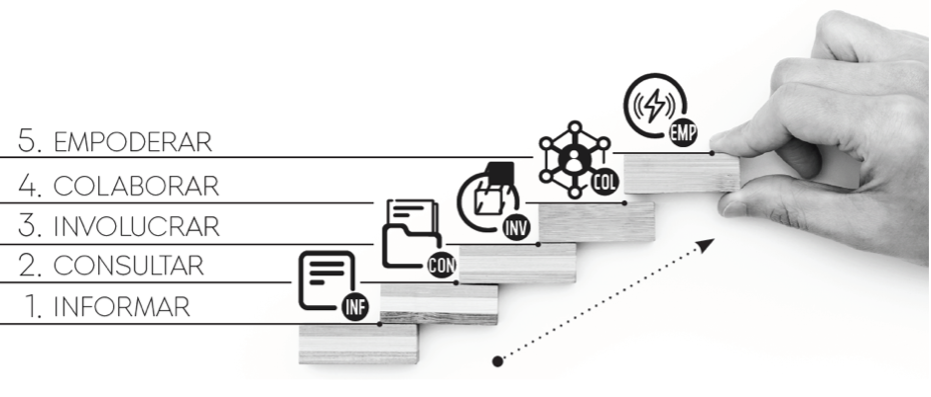 5. EMPODERAR
4. COLABORAR
3. INVOLUCRAR
2. CONSULTAR
1. INFORMAR
EMP
COL
INV
CON
INF